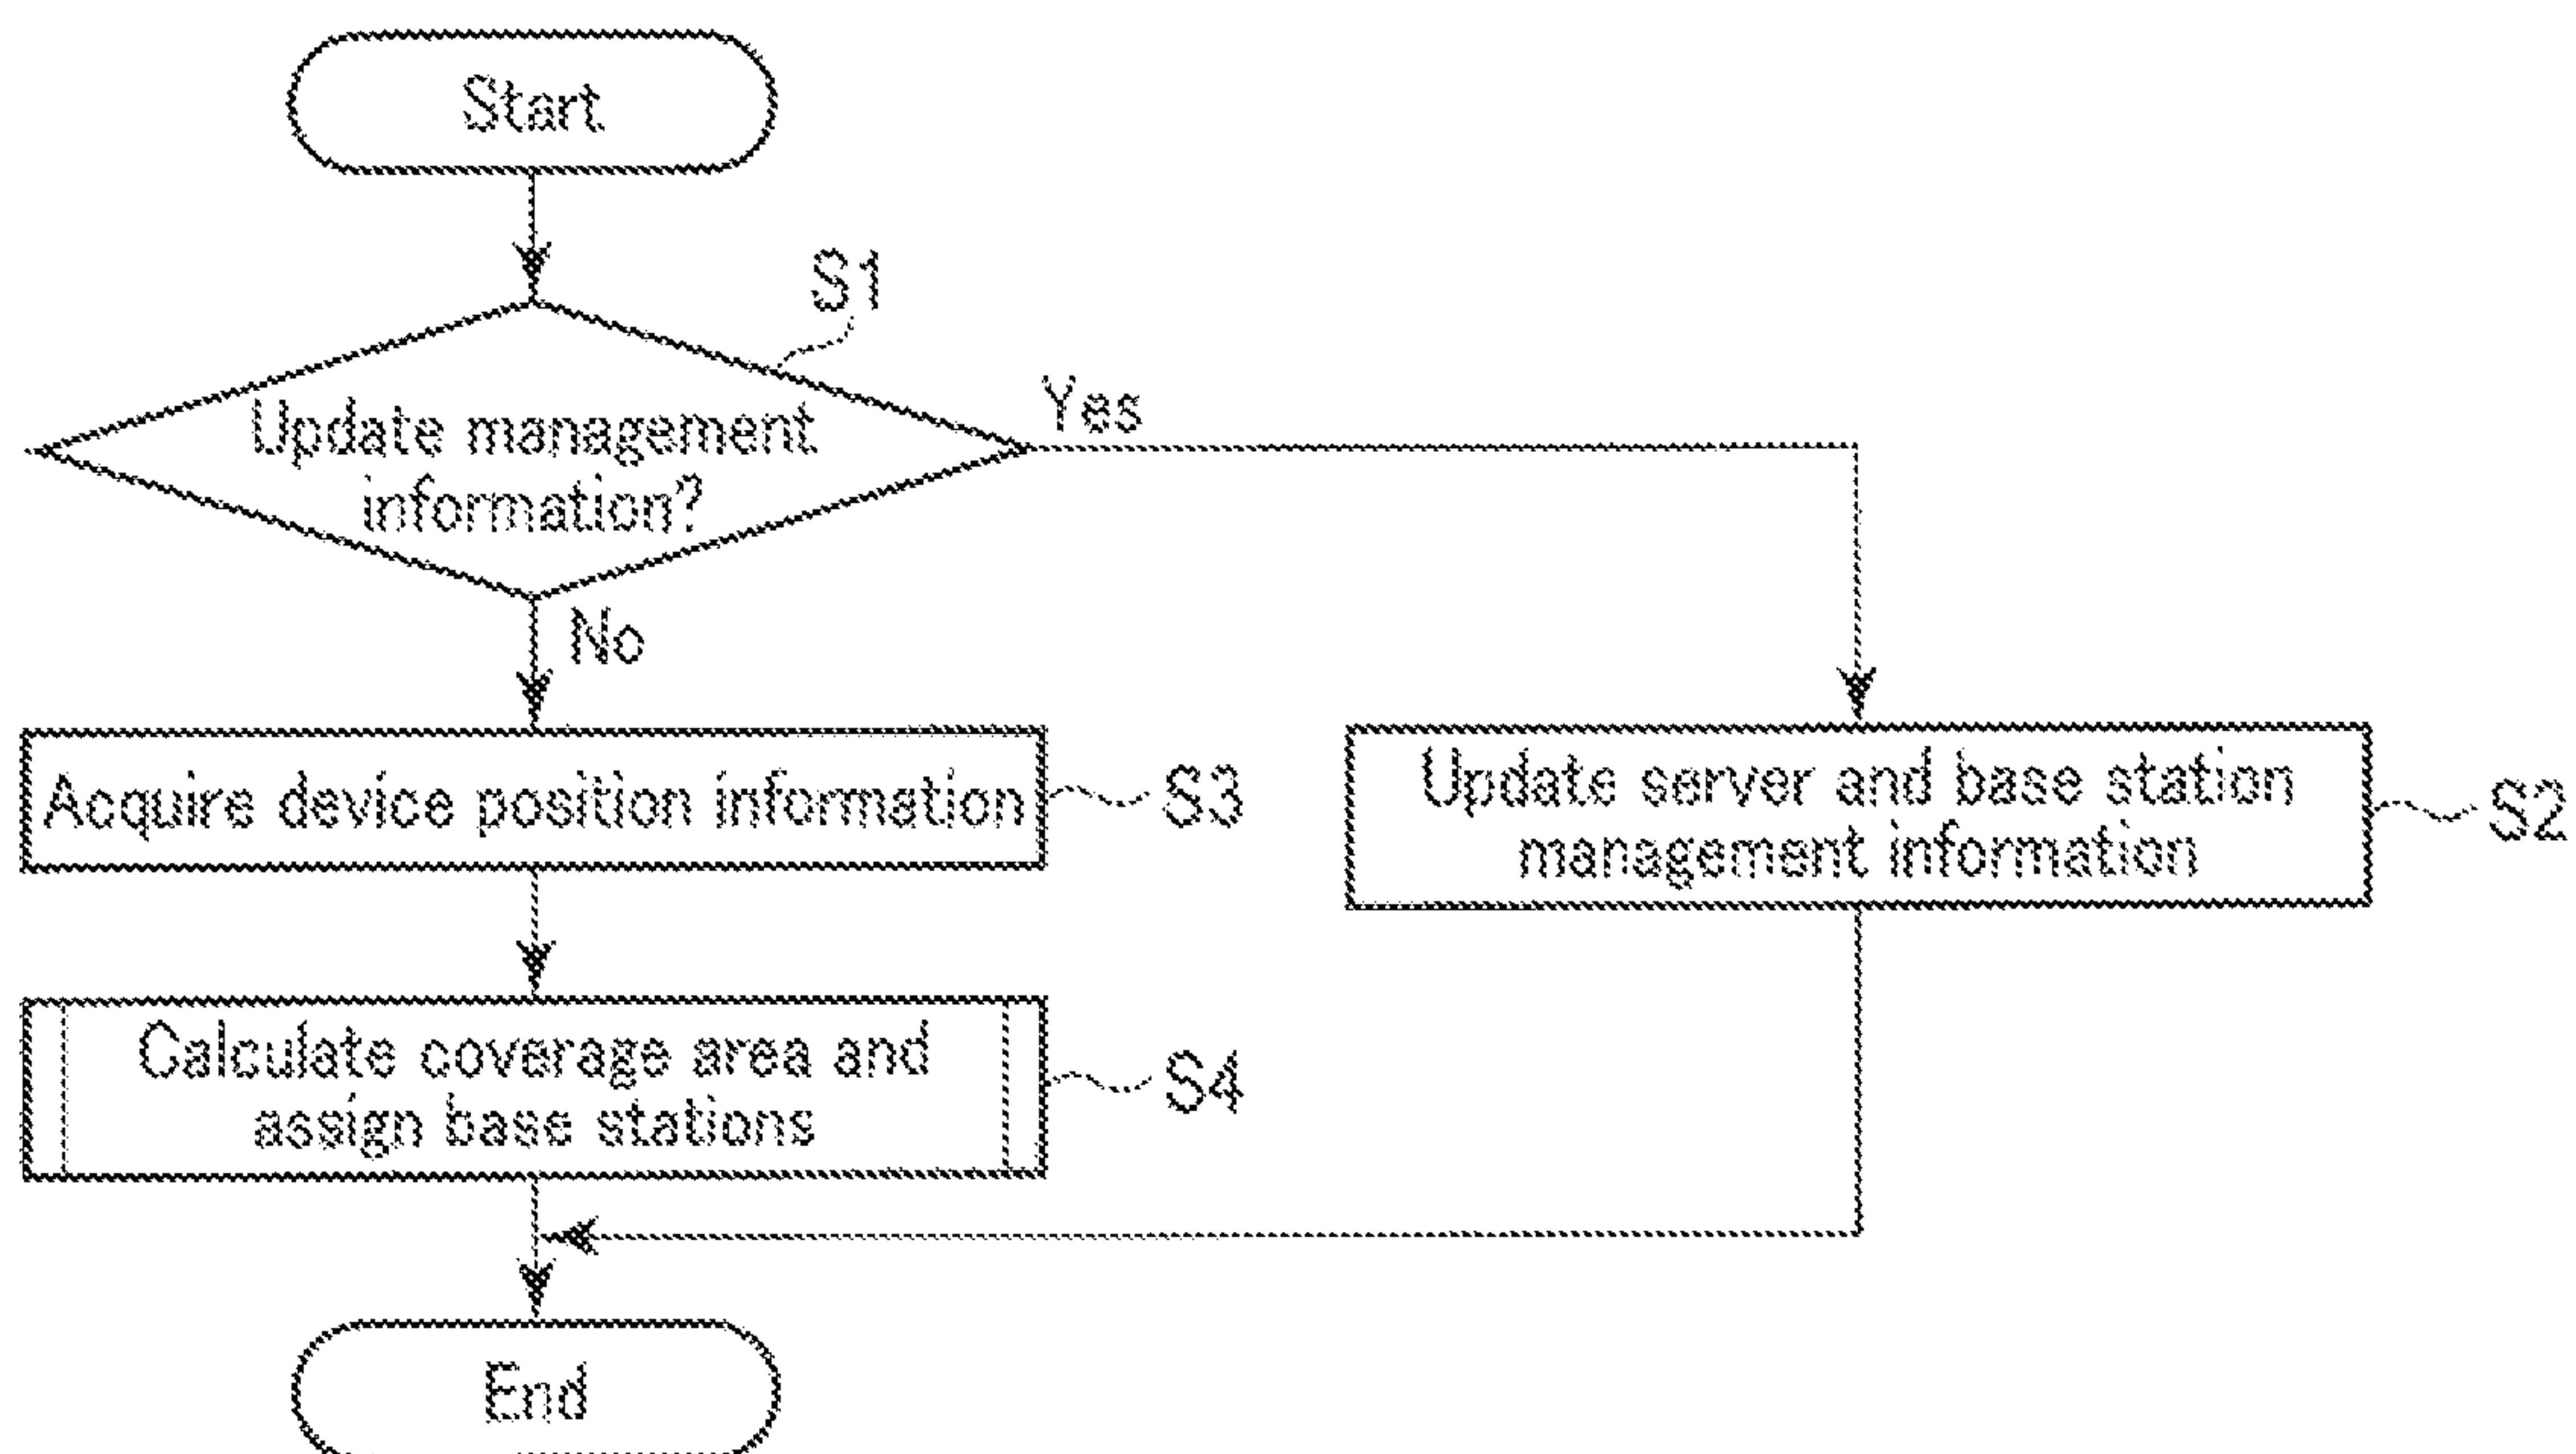 Start
S1
Update management
information?
Yes
No
Acquire device position information
S3
Update server and base station
management information
S2
Calculate coverage area and
assign base stations
S4
End